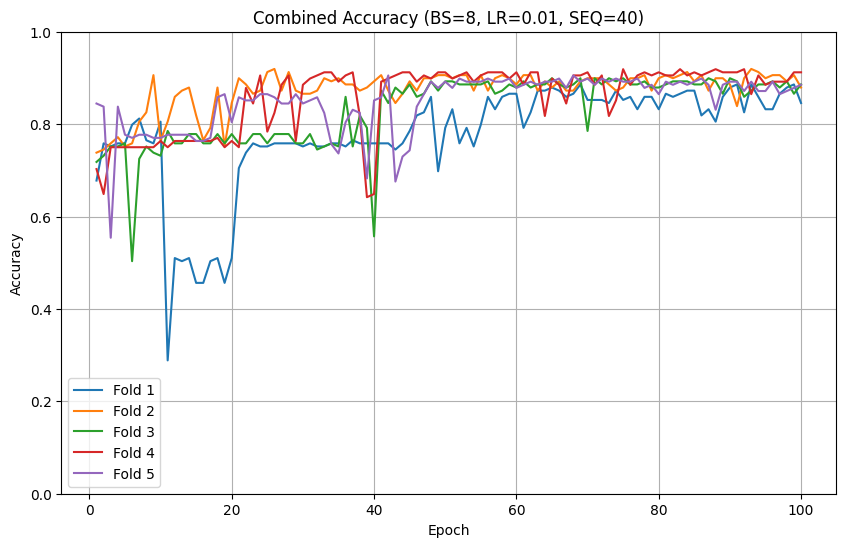 Combined Accuracy (BS=8, LR=0.01, SEQ=40)
Accuracy
1.0
0.8
0.6
0.4
0.2
0.0
Fold 1
Fold 2
Fold 3
Fold 4
Fold 5
0 20 40 60 80 100
Epoch